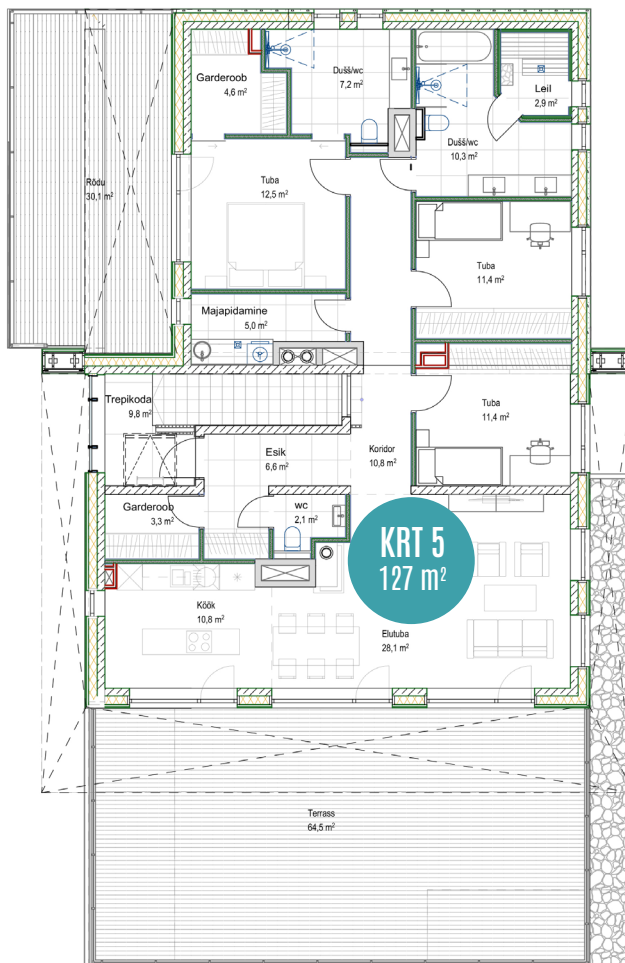 Garderoob
4,6 m²
Dušš/wc
7,2 m²
Leil
2,9 m²
Dušš/wc
10,3 m²
Rõdu
30,1 m²
Tuba
12,5 m²
Tuba
11,4 m²
Majapidamine
5,0 m²
Trepikoda
9,8 m²
Tuba
11,4 m²
Esik
6,6 m²
Koridor
10,8 m²
Garderoob
3,3 m²
wc
2,1 m²
KRT 5
127 m²
Köök
10,8 m²
Elutuba
28,1 m²
Terrass
64,5 m²